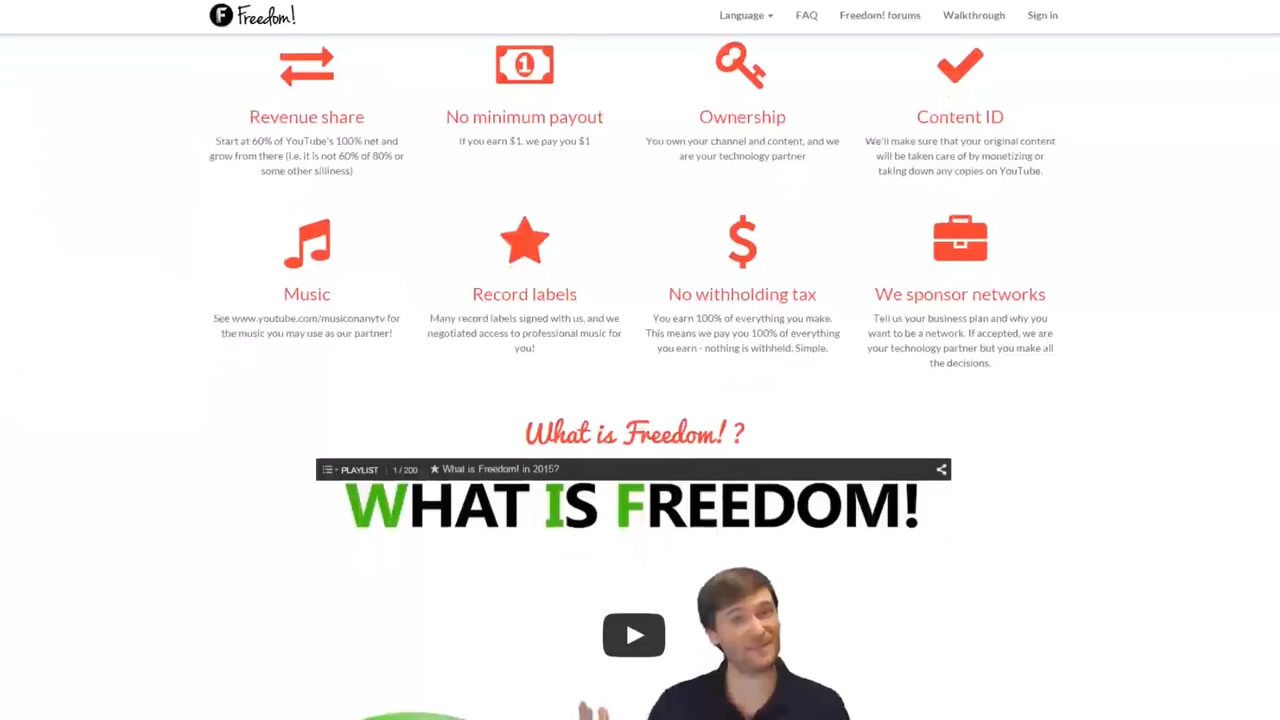 F Freedom!
Language FAQ Freedom! forums Walkthrough Sign in
1
Revenue share
Start at 60% of YouTube's 100% net and
grow from there (i.e. it is not 60% of 80% or
some other silliness)
No minimum payout
If you earn $1, we pay you $1
Ownership
You own your channel and content, and we
are your technology partner
Content ID
We'll make sure that your original content
will be taken care of by monetizing or
taking down any copies on YouTube.
$
Music
See www.youtube.com/musiconanytv for
the music you may use as our partner!
Record labels
Many record labels signed with us, and we
negotiated access to professional music for
you!
No withholding tax
You earn 100% of everything you make.
This means we pay you 100% of everything
you earn - nothing is withheld. Simple.
We sponsor networks
Tell us your business plan and why you
want to be a network. If accepted, we are
your technology partner but you make all
the decisions.
What is Freedom! ?
PLAYLIST | 1 / 200 ★ What is Freedom! in 2015?
WHAT IS FREEDOM!